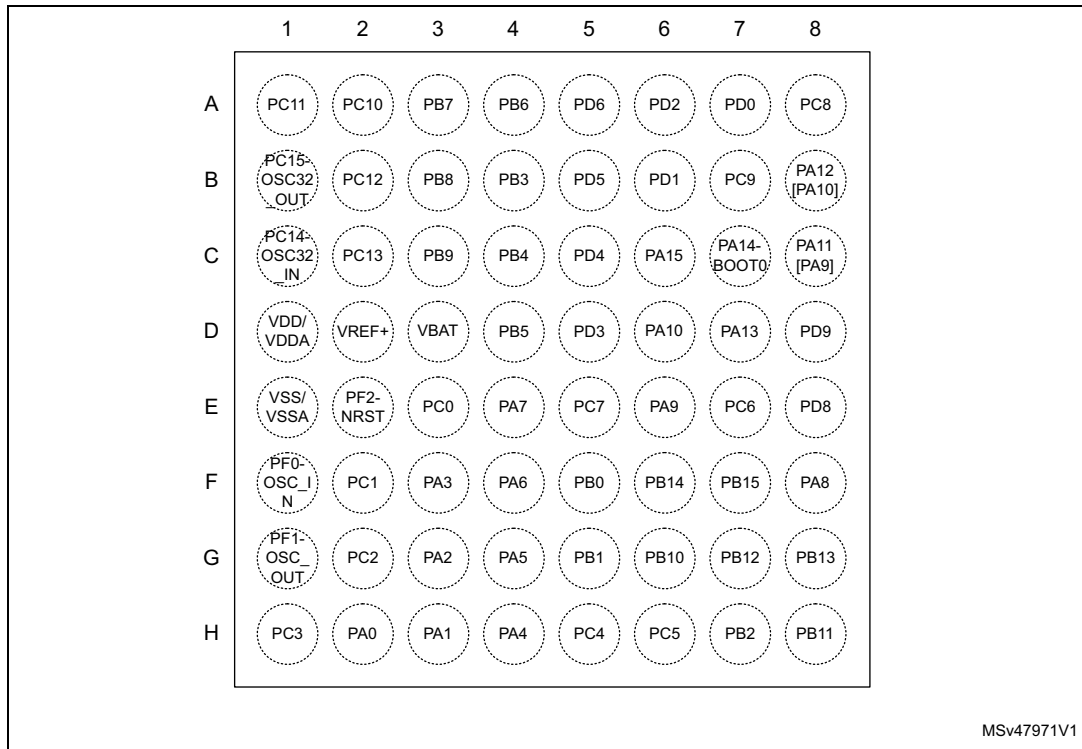 1 2 3 4 5 6 7 8
A PC11 PC10 PB7 PB6 PD6 PD2 PD0 PC8
B PC15-OSC32_OUT PC12 PB8 PB3 PD5 PD1 PC9 PA12 [PA10]
C PC14-OSC32_IN PC13 PB9 PB4 PD4 PA15 PA14-BOOT0 PA11 [PA9]
D VDD/VDDA VREF+ VBAT PB5 PD3 PA10 PA13 PD9
E VSS/VSSA PF2-NRST PC0 PA7 PC7 PA9 PC6 PD8
F PF0-OSC_IN PC1 PA3 PA6 PB0 PB14 PB15 PA8
G PF1-OSC_OUT PC2 PA2 PA5 PB1 PB10 PB12 PB13
H PC3 PA0 PA1 PA4 PC4 PC5 PB2 PB11
MSv47971V1